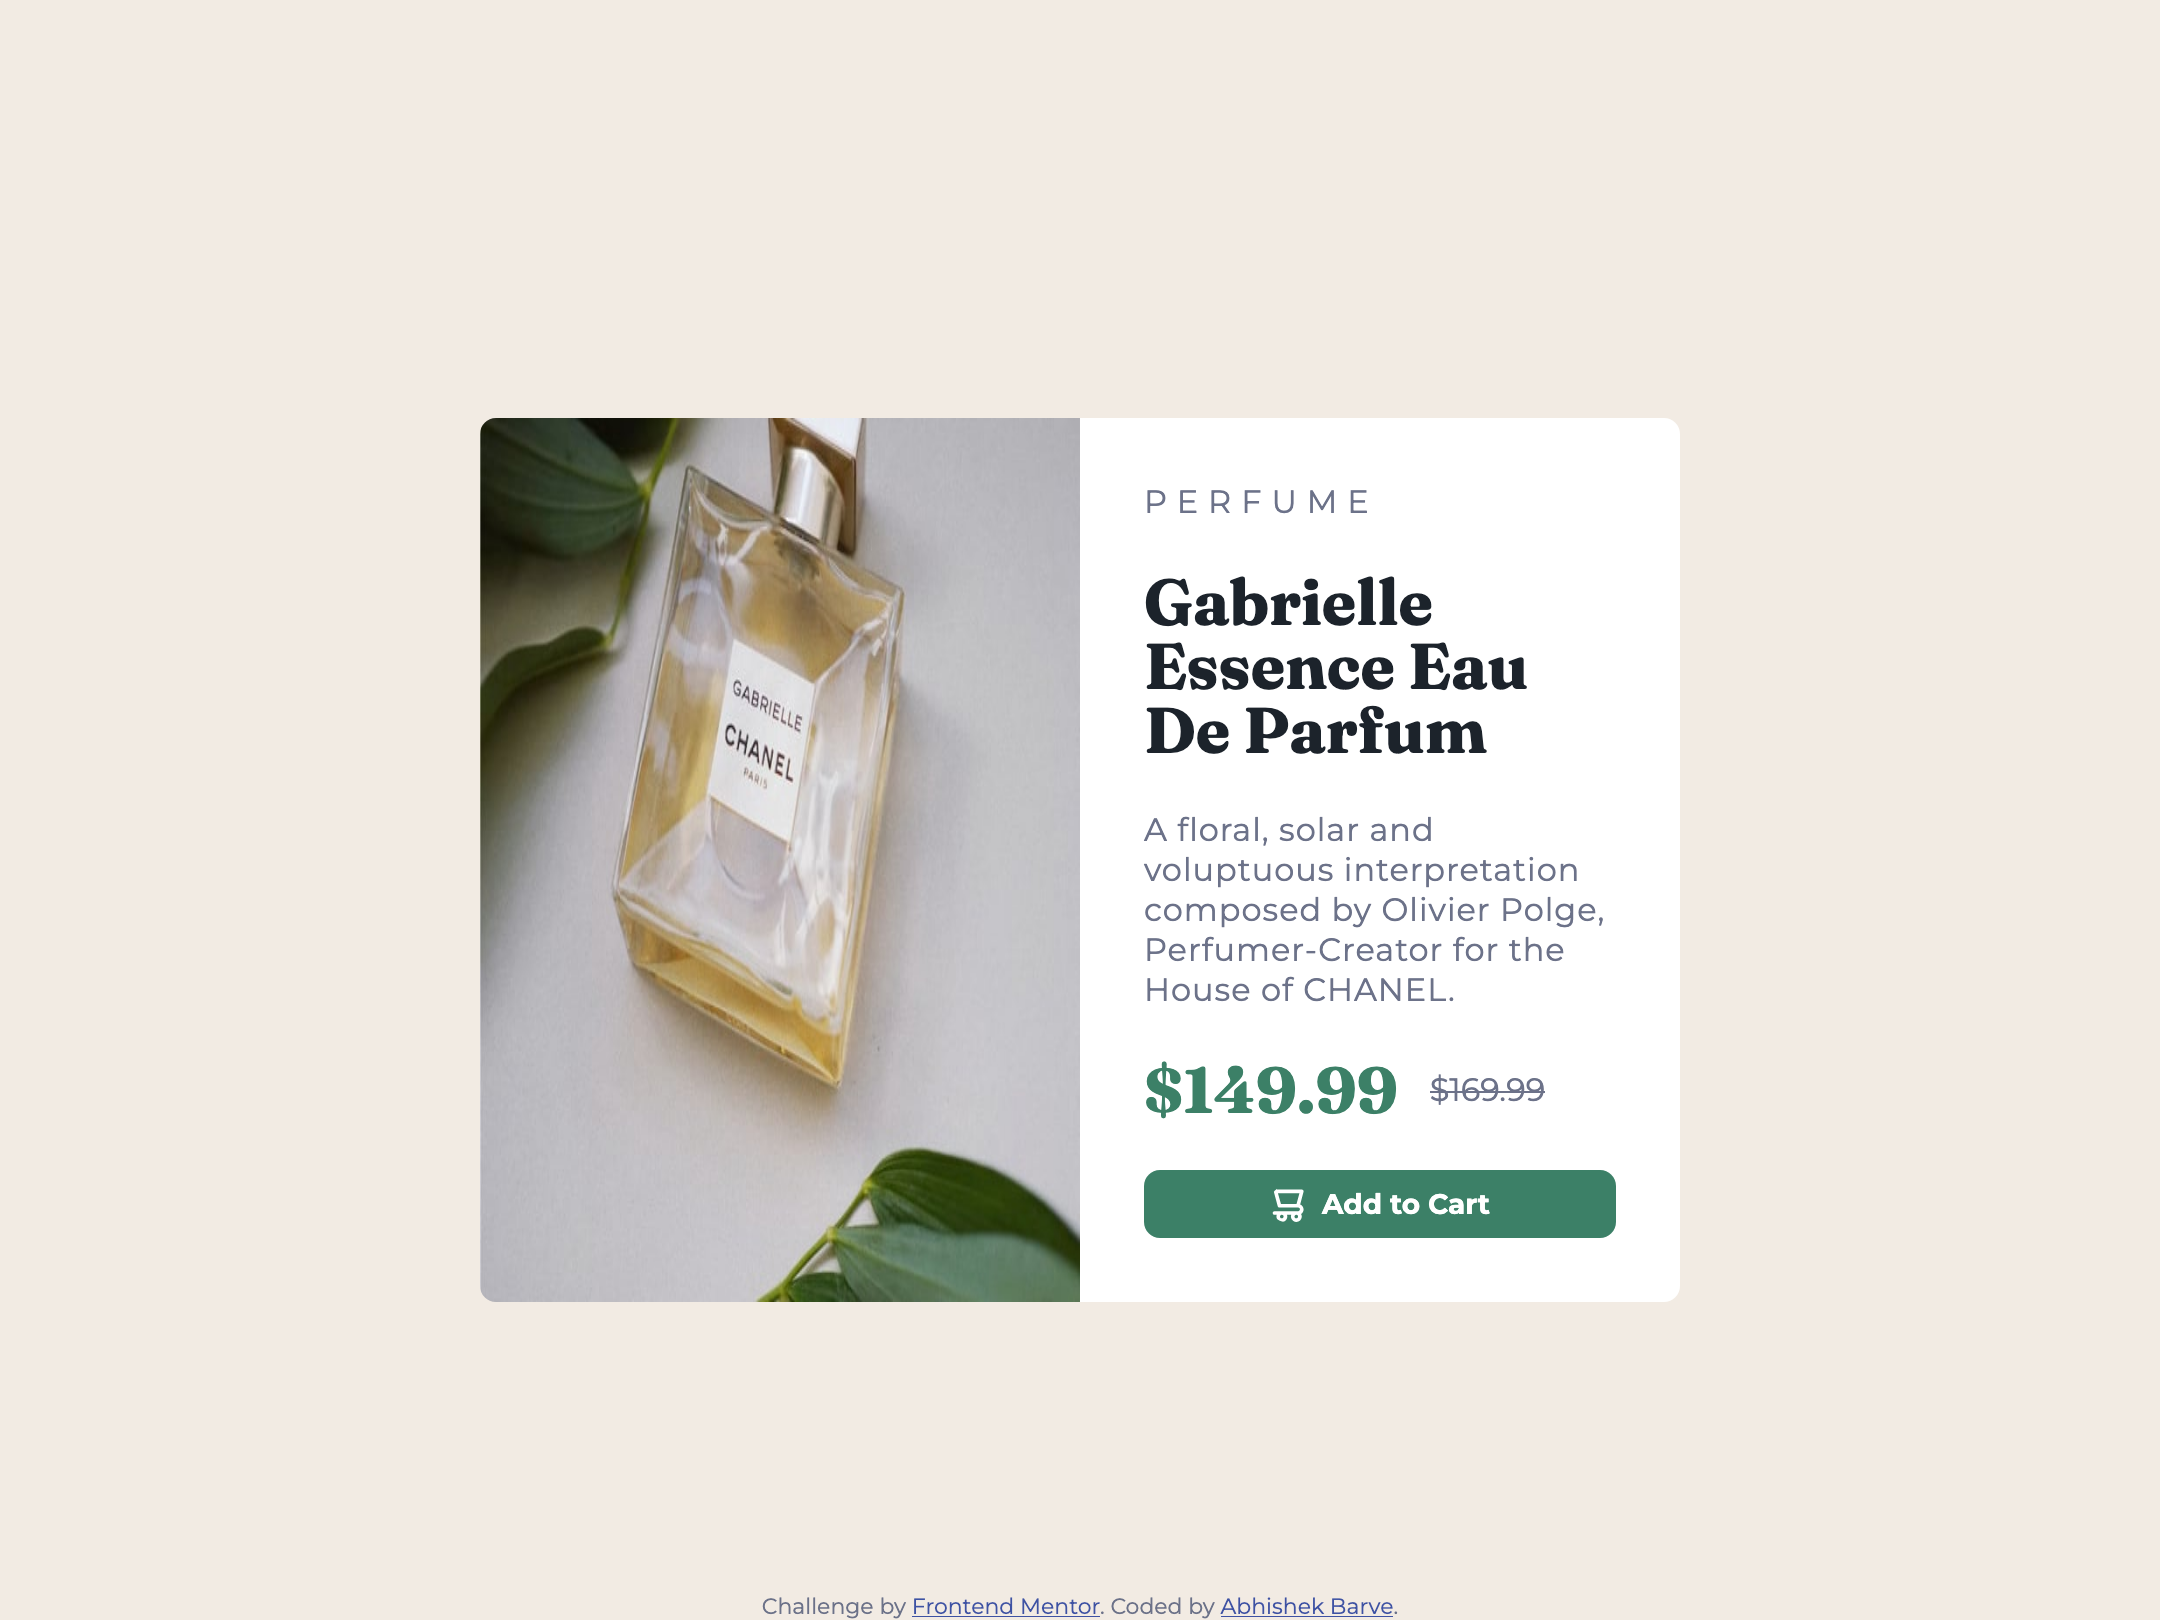 GABRIELLE
CHANEL
PARIS
PERFUME
Gabrielle
Essence Eau
De Parfum
A floral, solar and
voluptuous interpretation
composed by Olivier Polge,
Perfumer-Creator for the
House of CHANEL.
$149.99 $169.99
Add to Cart
Challenge by Frontend Mentor. Coded by Abhishek Barve.